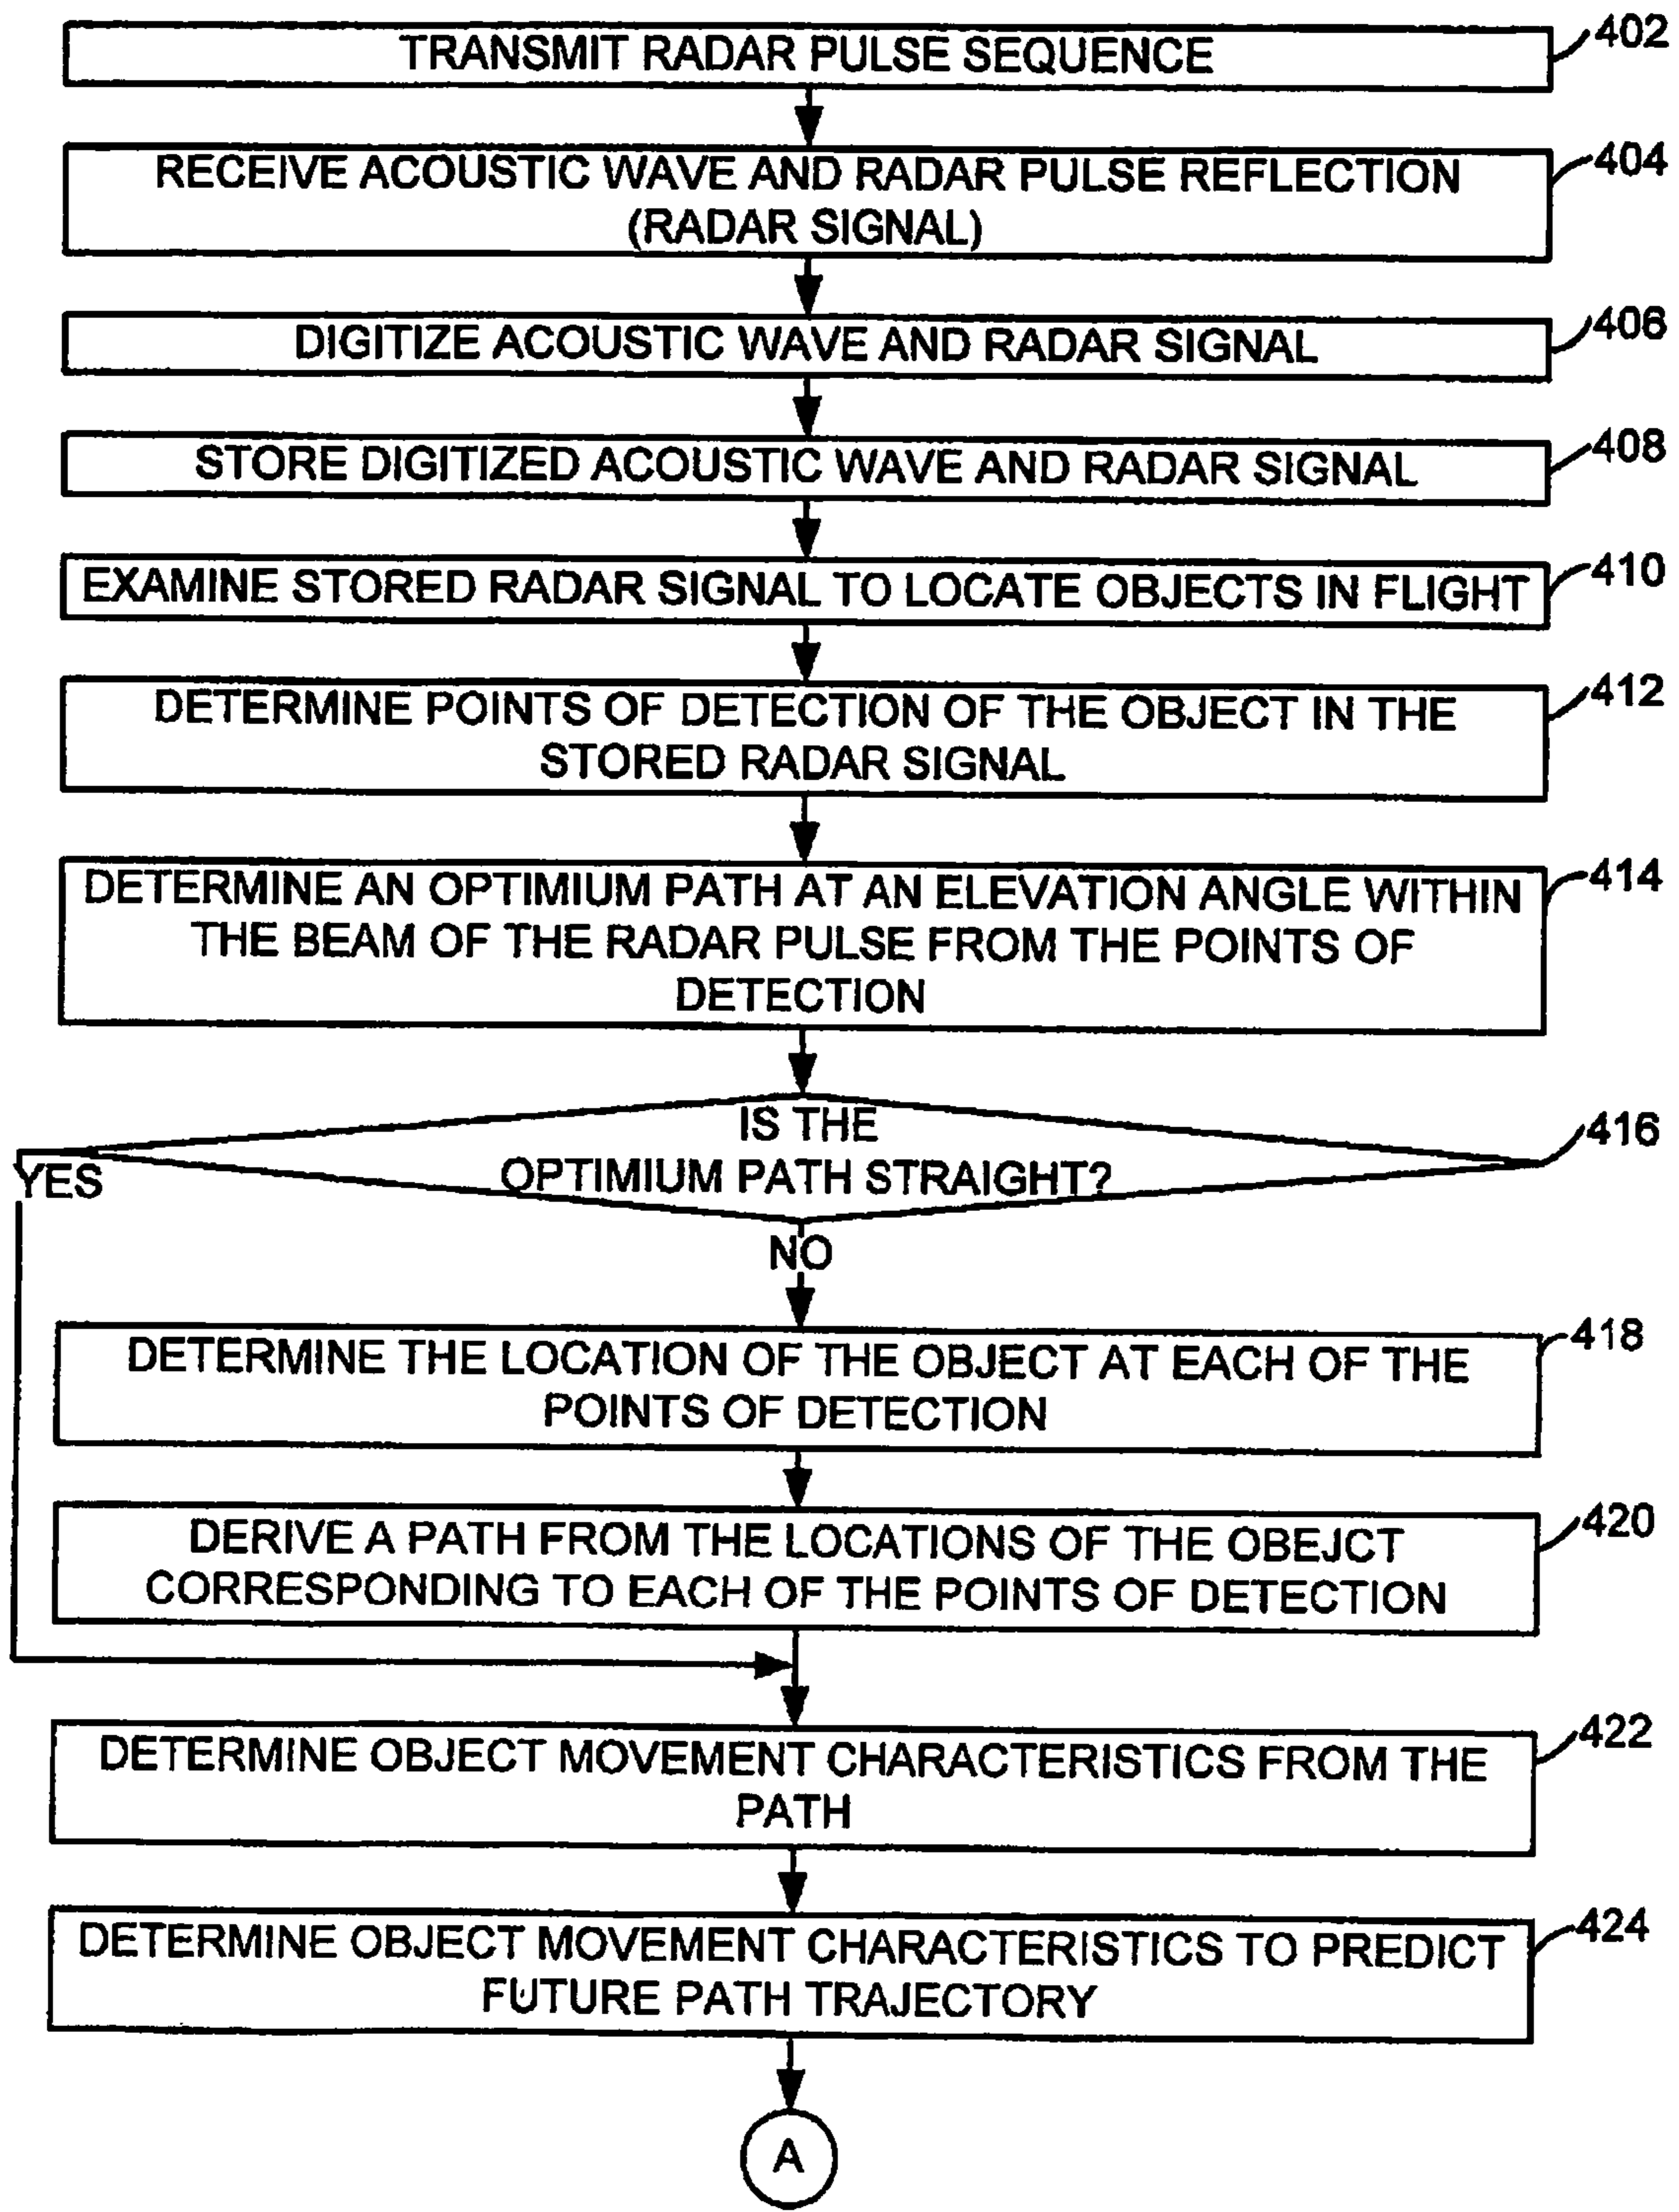 TRANSMIT RADAR PULSE SEQUENCE
402
RECEIVE ACOUSTIC WAVE AND RADAR PULSE REFLECTION
(RADAR SIGNAL)
404
DIGITIZE ACOUSTIC WAVE AND RADAR SIGNAL
406
STORE DIGITIZED ACOUSTIC WAVE AND RADAR SIGNAL
408
EXAMINE STORED RADAR SIGNAL TO LOCATE OBJECTS IN FLIGHT
410
DETERMINE POINTS OF DETECTION OF THE OBJECT IN THE
STORED RADAR SIGNAL
412
DETERMINE AN OPTIMIUM PATH AT AN ELEVATION ANGLE WITHIN
THE BEAM OF THE RADAR PULSE FROM THE POINTS OF
DETECTION
414
IS THE
OPTIMIUM PATH STRAIGHT?
416
YES
NO
DETERMINE THE LOCATION OF THE OBJECT AT EACH OF THE
POINTS OF DETECTION
418
DERIVE A PATH FROM THE LOCATIONS OF THE OBEJCT
CORRESPONDING TO EACH OF THE POINTS OF DETECTION
420
DETERMINE OBJECT MOVEMENT CHARACTERISTICS FROM THE
PATH
422
DETERMINE OBJECT MOVEMENT CHARACTERISTICS TO PREDICT
FUTURE PATH TRAJECTORY
424
A